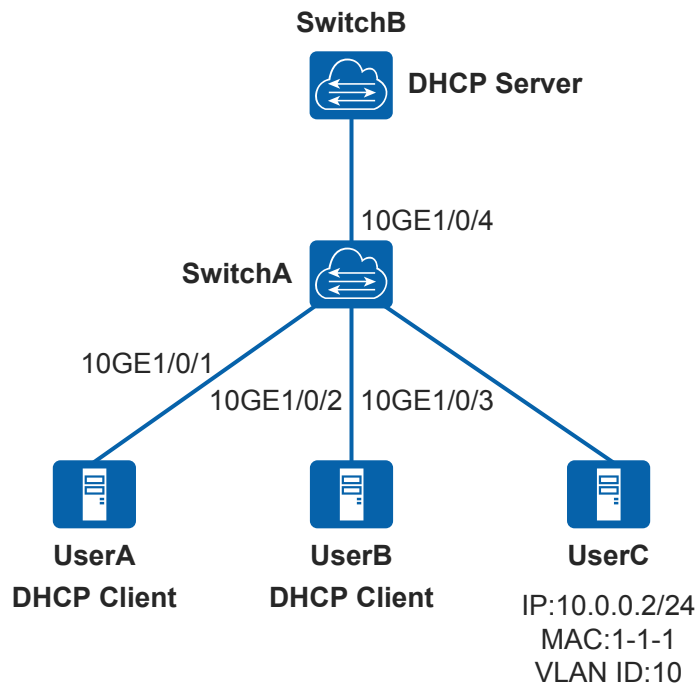 SwitchB
DHCP Server
10GE1/0/4
SwitchA
10GE1/0/1
10GE1/0/2
10GE1/0/3
UserA
DHCP Client
UserB
DHCP Client
UserC
IP:10.0.0.2/24
MAC:1-1-1
VLAN ID:10